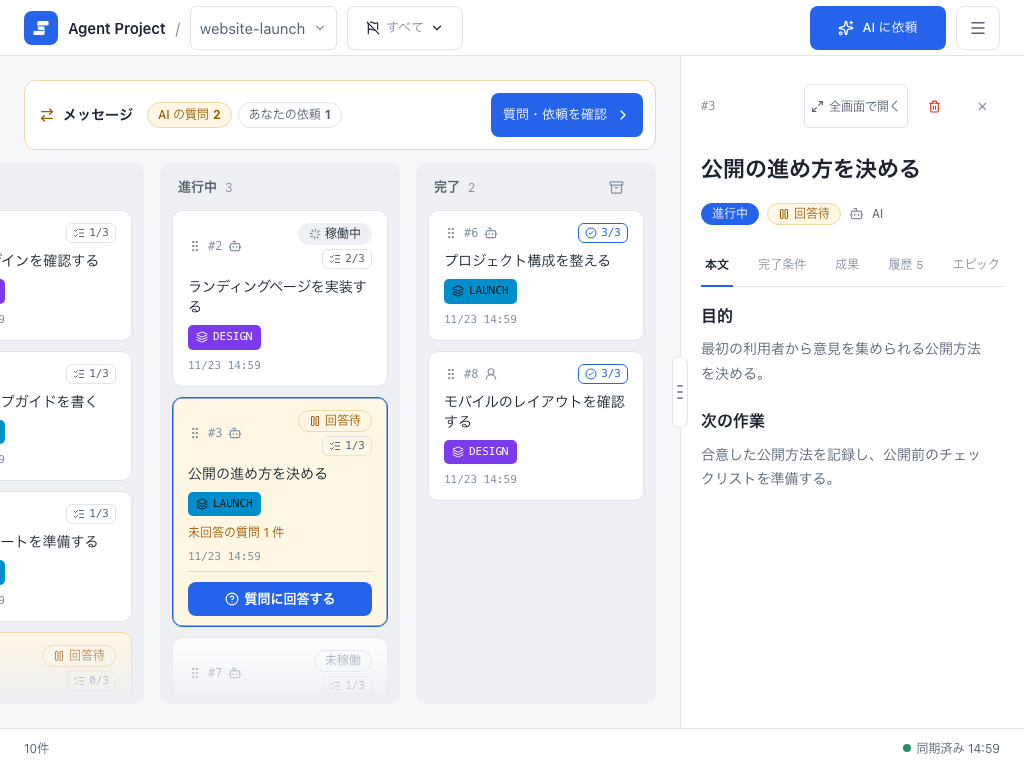 Agent Project / website-launch すべて AI に依頼
メッセージ AI の質問 2 あなたの依頼 1 質問・依頼を確認
1/3
インを確認する
9
1/3
プガイドを書く
9
1/3
ートを準備する
9
回答待
0/3
進行中 3
#2 稼働中
2/3
ランディングページを実装す
る
DESIGN
11/23 14:59
#3 回答待
1/3
公開の進め方を決める
LAUNCH
未回答の質問 1 件
11/23 14:59
質問に回答する
#7 未稼働
1/3
完了 2
#6 3/3
プロジェクト構成を整える
LAUNCH
11/23 14:59
#8 3/3
モバイルのレイアウトを確認
する
DESIGN
11/23 14:59
#3 全画面で開く
公開の進め方を決める
進行中 回答待 AI
本文 完了条件 成果 履歴 5 エピック
目的
最初の利用者から意見を集められる公開方法
を決める。
次の作業
合意した公開方法を記録し、公開前のチェッ
クリストを準備する。
10件 同期済み 14:59